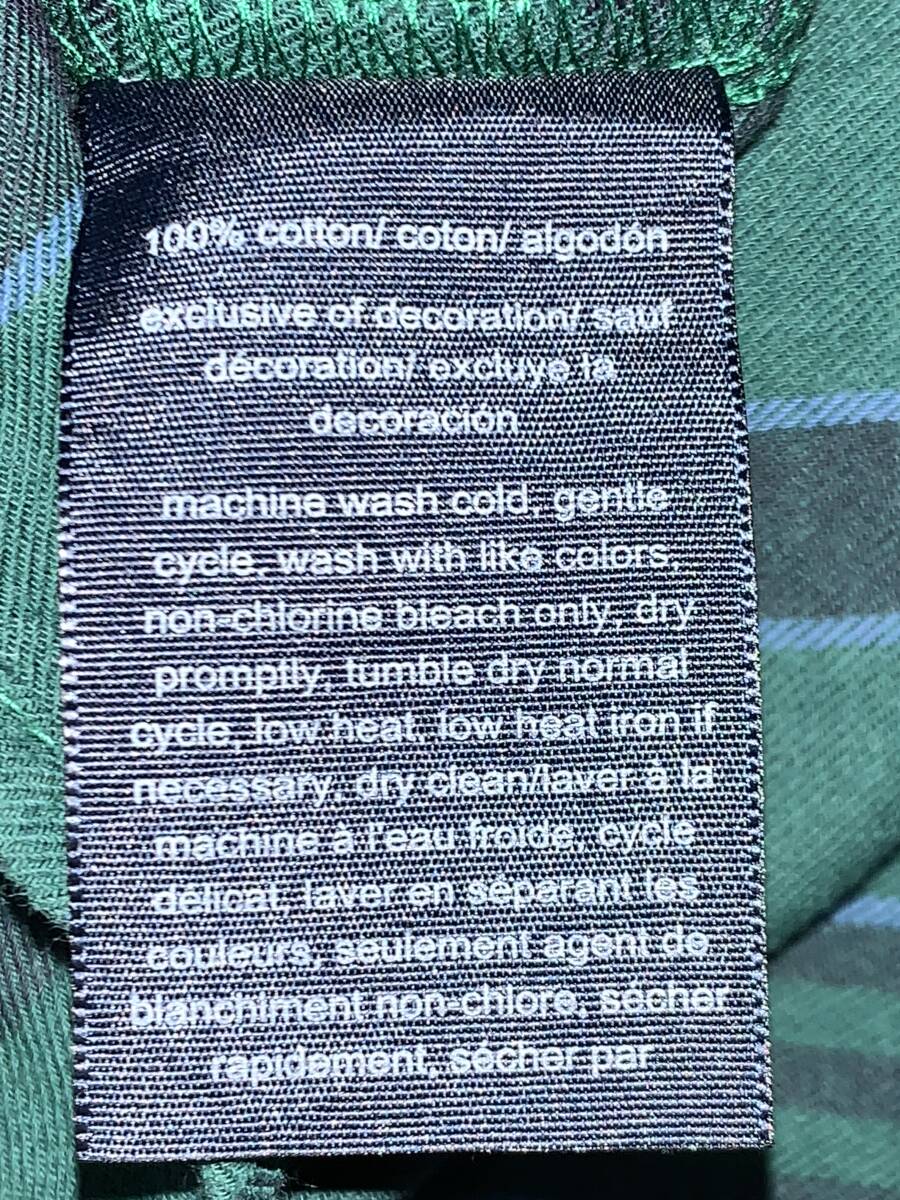 100% cotton/ coton/ algodón
exclusive of decoration/ sauf
décoration/ excluye la
decoración
machine wash cold, gentle
cycle, wash with like colors,
non-chlorine bleach only, dry
promptly, tumble dry normal
cycle, low heat, low heat iron if
necessary, dry clean/laver à la
machine à l'eau froide, cycle
délicat, laver en séparant les
couleurs, seulement agent de
blanchiment non-chlore, sécher
rapidement, sécher par